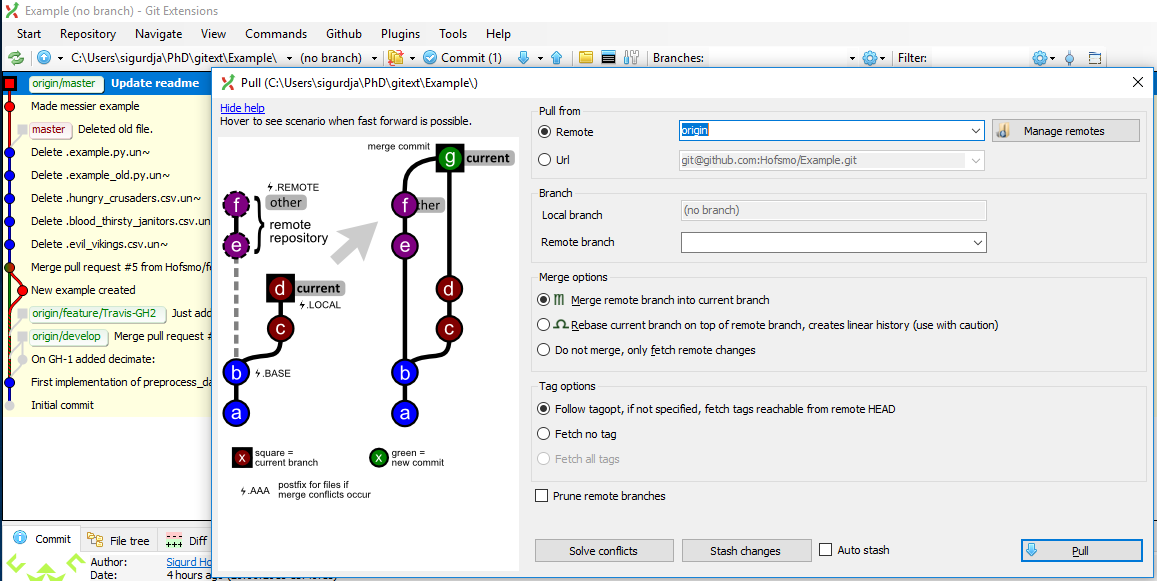 Example (no branch) - Git Extensions
Start Repository Navigate View Commands Github Plugins Tools Help
C:\Users\sigurdja\PhD\gitext\Example\ (no branch) Commit (1) Branches: Filter:
origin/master Update readme
Made messier example
master Deleted old file.
Delete .example.py.un~
Delete .example_old.py.un~
Delete .hungry_crusaders.csv.un~
Delete .blood_thirsty_janitors.csv.un
Delete .evil_vikings.csv.un~
Merge pull request #5 from Hofsmo/f
New example created
origin/feature/Travis-GH2 Just add
origin/develop Merge pull request #
On GH-1 added decimate:
First implementation of preprocess_da
Initial commit
Commit File tree Diff
Author: Sigurd Ho
Date: 4 hours ago
Pull (C:\Users\sigurdja\PhD\gitext\Example\)
Hide help
Hover to see scenario when fast forward is possible.
merge commit
g current
.REMOTE
f other
f ther
remote
repository
e
e
d current
d
.LOCAL
c
c
b .BASE
b
a
a
x square =
current branch
x green =
new commit
.AAA postfix for files if
merge conflicts occur
Pull from
Remote origin Manage remotes
Url git@github.com:Hofsmo/Example.git
Branch
Local branch (no branch)
Remote branch
Merge options
Merge remote branch into current branch
Rebase current branch on top of remote branch, creates linear history (use with caution)
Do not merge, only fetch remote changes
Tag options
Follow tagopt, if not specified, fetch tags reachable from remote HEAD
Fetch no tag
Fetch all tags
Prune remote branches
Solve conflicts Stash changes Auto stash Pull